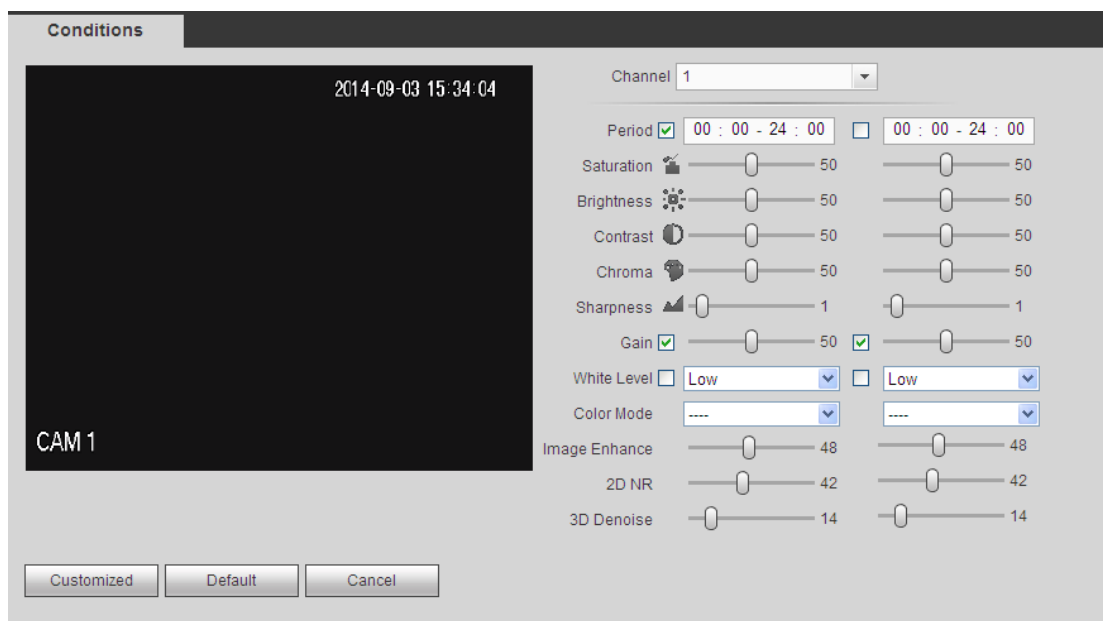 Conditions
2014-09-03 15:34:04
CAM 1
Channel 1
Period 00 : 00 - 24 : 00 00 : 00 - 24 : 00
Saturation 50 50
Brightness 50 50
Contrast 50 50
Chroma 50 50
Sharpness 1 1
Gain 50 50
White Level Low Low
Color Mode ---- ----
Image Enhance 48 48
2D NR 42 42
3D Denoise 14 14
Customized Default Cancel